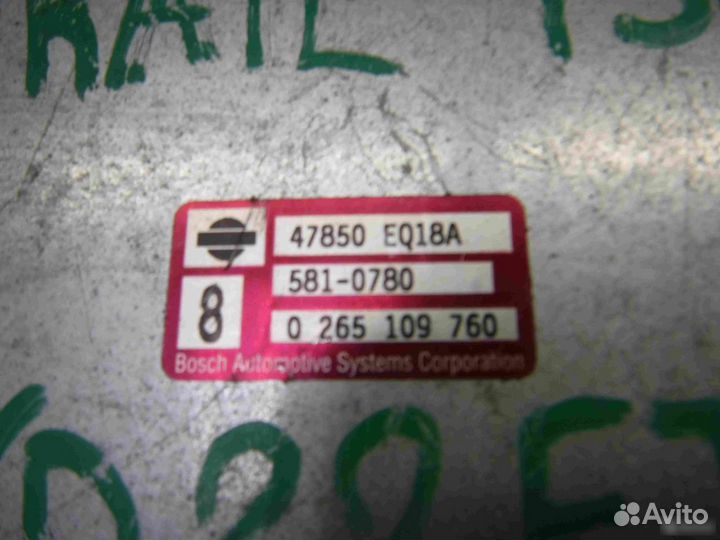 47850 EQ18A
581-0780
8
0 265 109 760
Bosch Automotive Systems Corporation
Avito